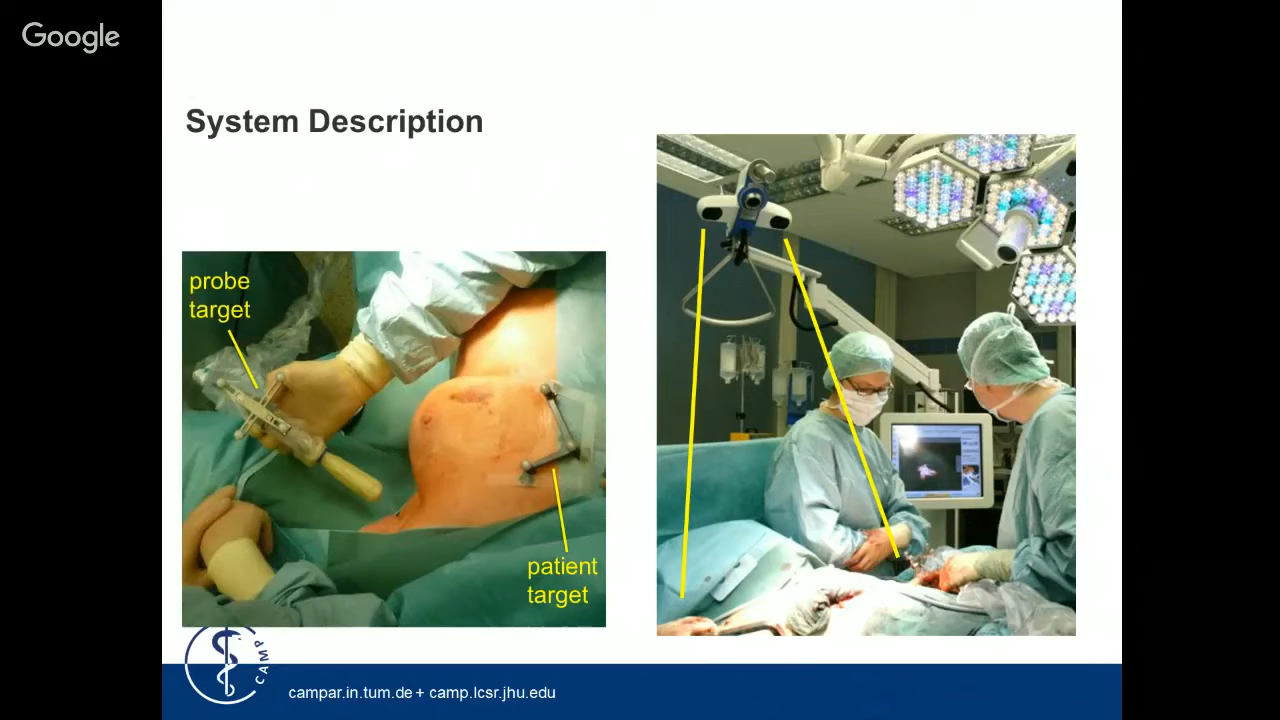 Google
System Description
probe
target
patient
target
CAMP
campar.in.tum.de + camp.lcsr.jhu.edu